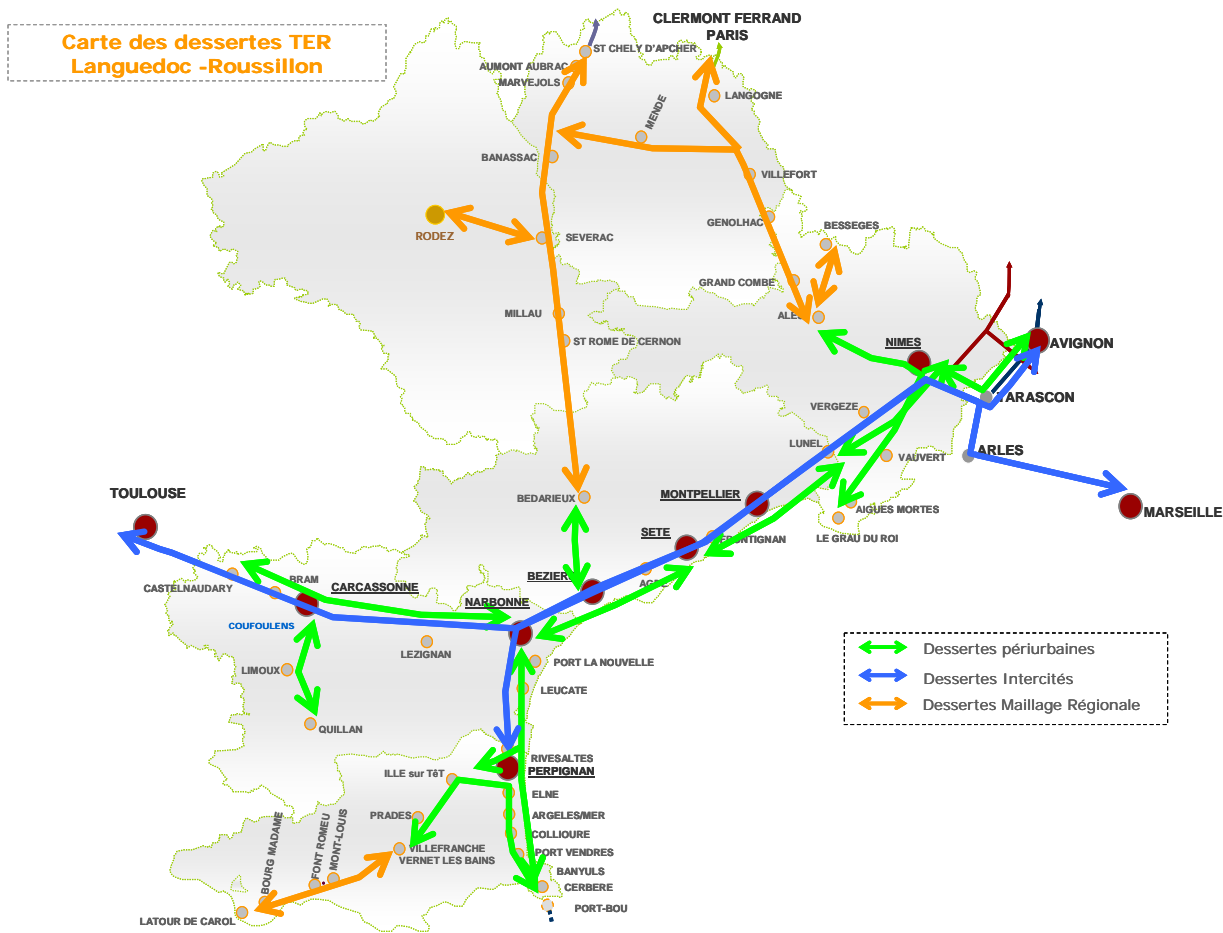 Carte des dessertes TER
Languedoc -Roussillon
CLERMONT FERRAND
PARIS
ST CHELY D'APCHER
AUMONT AUBRAC
MARVEJOLS
LANGOGNE
MENDE
BANASSAC
VILLEFORT
RODEZ
SEVERAC
GENOLHAC
BESSEGES
GRAND COMBE
MILLAU
ALES
ST ROME DE CERNON
NIMES
AVIGNON
TARASCON
VERGEZE
LUNEL
VAUVERT
ARLES
TOULOUSE
BEDARIEUX
MONTPELLIER
AIGUES MORTES
MARSEILLE
SETE
FRONTIGNAN
LE GRAU DU ROI
BRAM
CASTELNAUDARY
CARCASSONNE
BEZIERS
AGDE
NARBONNE
COUFOULENS
LEZIGNAN
LIMOUX
PORT LA NOUVELLE
LEUCATE
QUILLAN
Dessertes périurbaines
Dessertes Intercités
Dessertes Maillage Régionale
RIVESALTES
ILLE sur TêT
PERPIGNAN
ELNE
PRADES
ARGELES/MER
COLLIOURE
VILLEFRANCHE
VERNET LES BAINS
PORT VENDRES
BOURG MADAME
FONT ROMEU
MONT-LOUIS
BANYULS
CERBERE
PORT-BOU
LATOUR DE CAROL